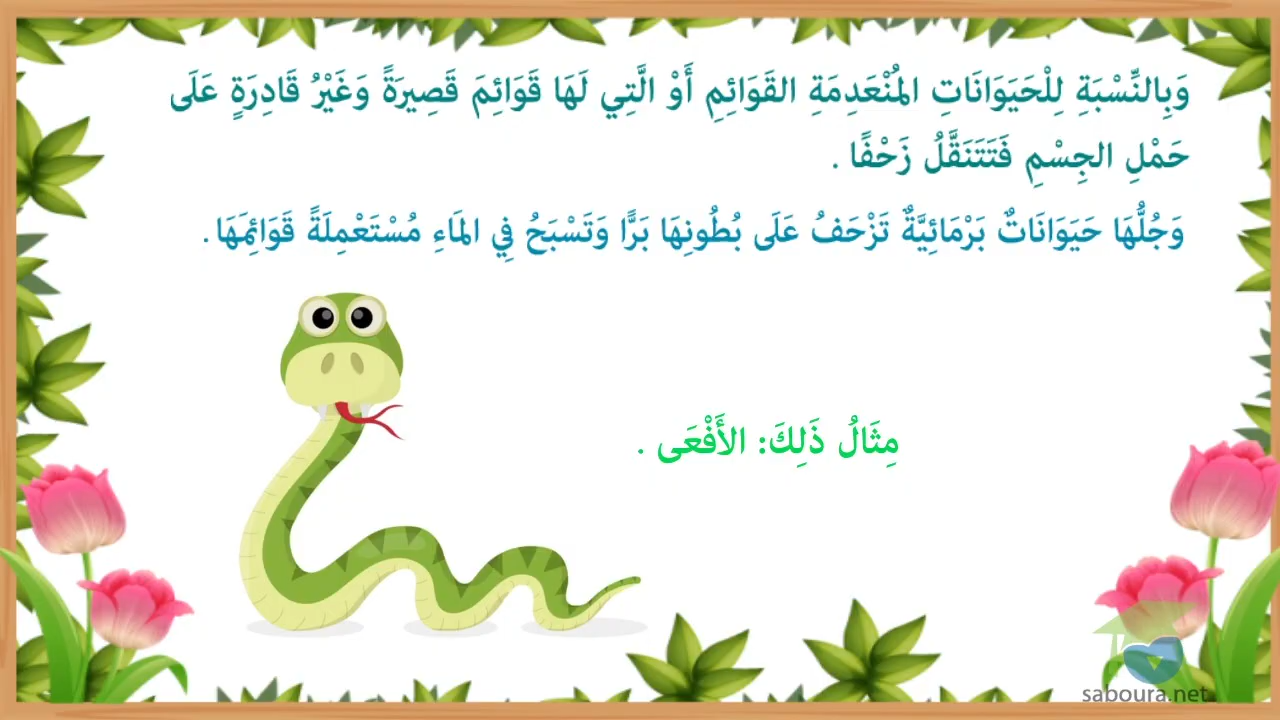 وَبِالنِّسْبَةِ لِلْحَيَوَانَاتِ المُنْعَدِمَةِ القَوَائِمِ أَوْ الَّتِي لَهَا قَوَائِمَ قَصِيرَةً وَغَيْرُ قَادِرَةٍ عَلَى
حَمْلِ الجِسْمِ فَتَتَنَقَّلُ زَحْفًا .
وَجُلُّهَا حَيَوَانَاتٌ بَرْمَائِيَّةٌ تَزْحَفُ عَلَى بُطُونِهَا بَرًّا وَتَسْبَحُ فِي المَاءِ مُسْتَعْمِلَةً قَوَائِمَهَا .
مِثَالُ ذَلِكَ: الأَفْعَى .
saboura.net